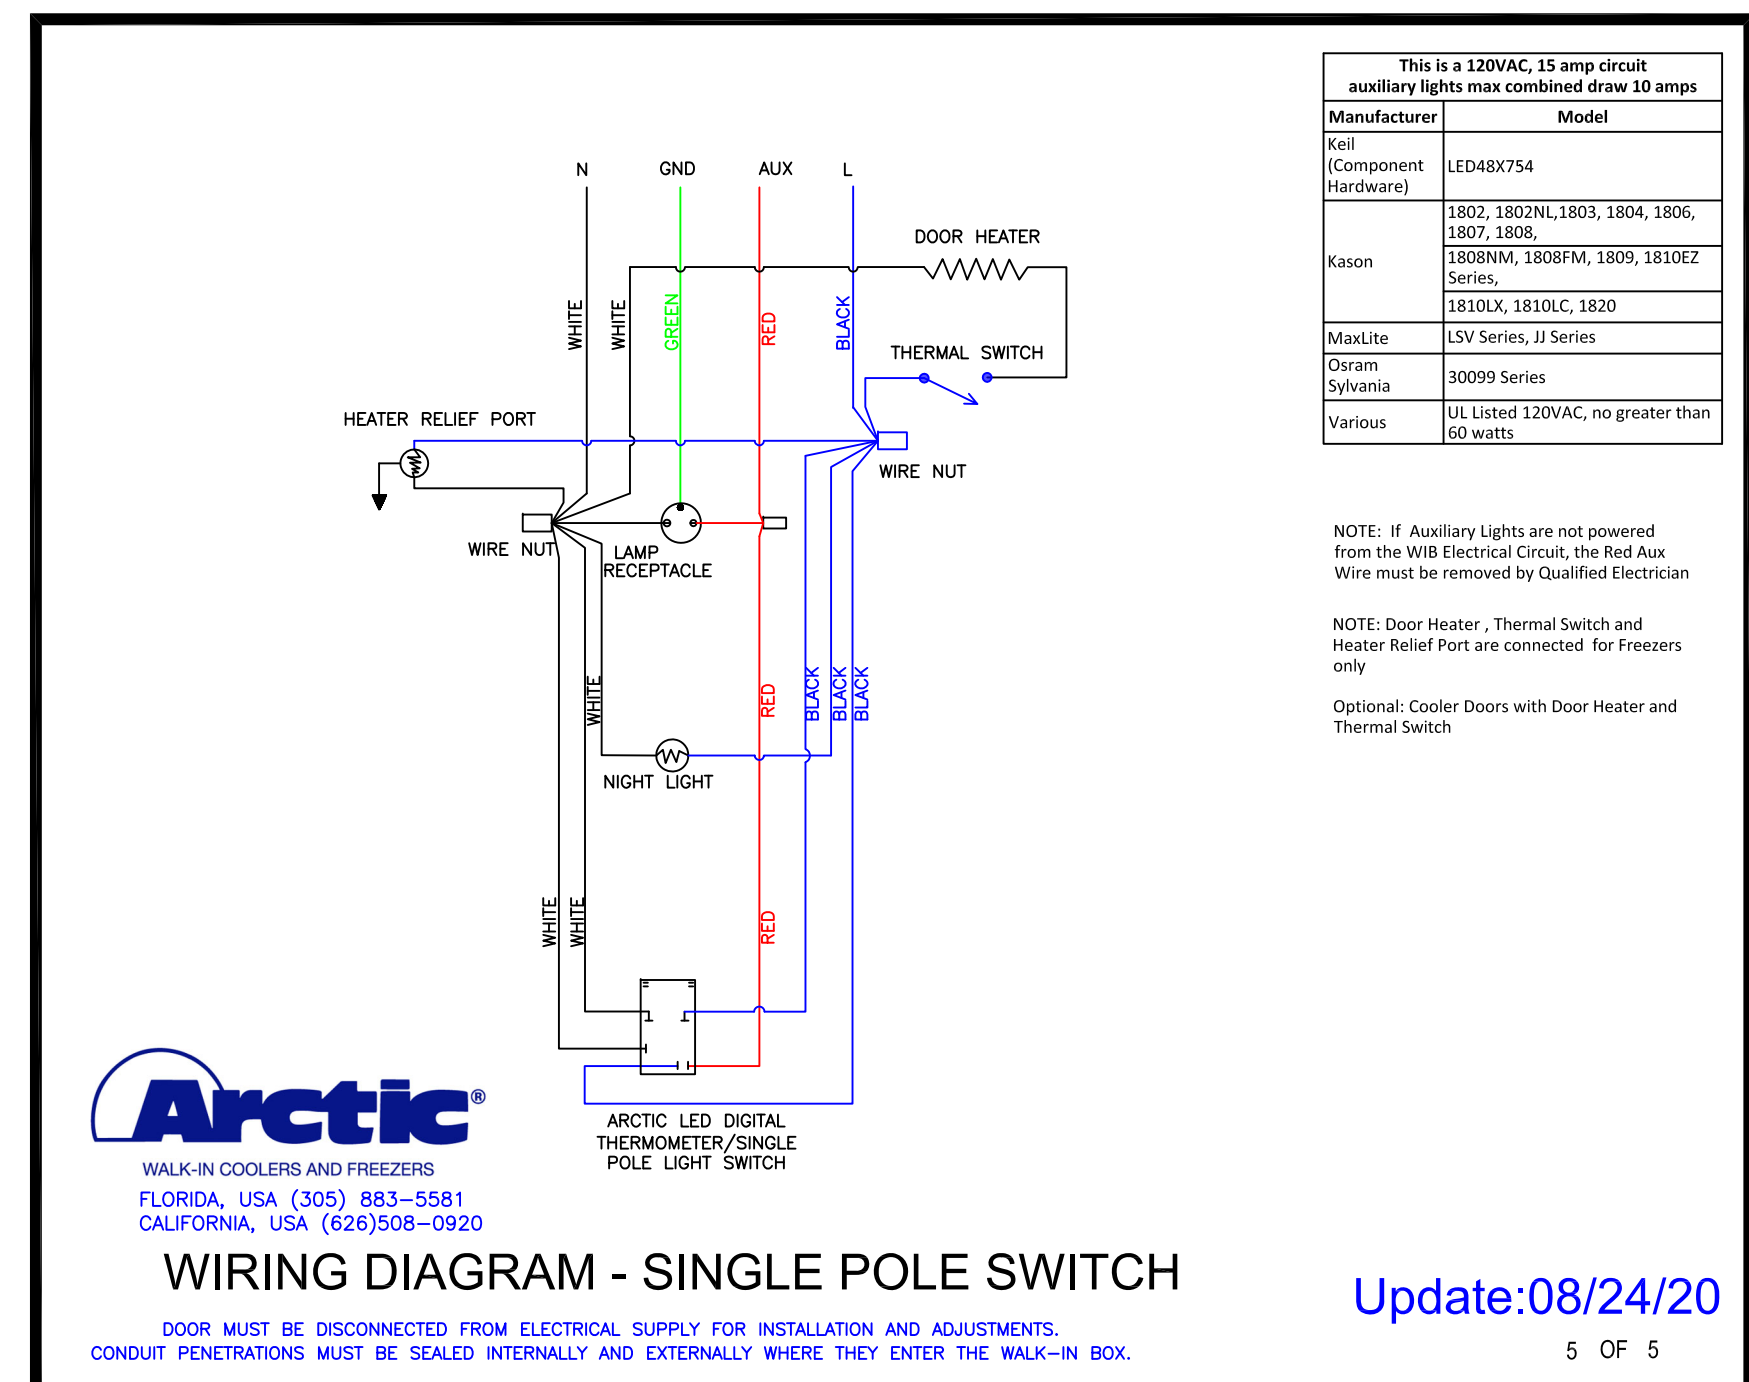 This is a 120VAC, 15 amp circuit
auxiliary lights max combined draw 10 amps
Manufacturer Model
Keil
(Component
Hardware)
LED48X754
Kason
1802, 1802NL,1803, 1804, 1806,
1807, 1808,
1808NM, 1808FM, 1809, 1810EZ
Series,
1810LX, 1810LC, 1820
MaxLite LSV Series, JJ Series
Osram
Sylvania
30099 Series
Various
UL Listed 120VAC, no greater than
60 watts
N GND AUX L
DOOR HEATER
WHITE
WHITE
GREEN
RED
BLACK
THERMAL SWITCH
HEATER RELIEF PORT
WIRE NUT
WIRE NUT
LAMP
RECEPTACLE
NOTE: If Auxiliary Lights are not powered
from the WIB Electrical Circuit, the Red Aux
Wire must be removed by Qualified Electrician
NOTE: Door Heater , Thermal Switch and
Heater Relief Port are connected for Freezers
only
Optional: Cooler Doors with Door Heater and
Thermal Switch
WHITE
RED
BLACK
BLACK
BLACK
NIGHT LIGHT
WHITE
WHITE
RED
ARCTIC LED DIGITAL
THERMOMETER/SINGLE
POLE LIGHT SWITCH
Arctic®
WALK-IN COOLERS AND FREEZERS
FLORIDA, USA (305) 883-5581
CALIFORNIA, USA (626)508-0920
WIRING DIAGRAM - SINGLE POLE SWITCH
Update:08/24/20
DOOR MUST BE DISCONNECTED FROM ELECTRICAL SUPPLY FOR INSTALLATION AND ADJUSTMENTS.
CONDUIT PENETRATIONS MUST BE SEALED INTERNALLY AND EXTERNALLY WHERE THEY ENTER THE WALK-IN BOX.
5 OF 5